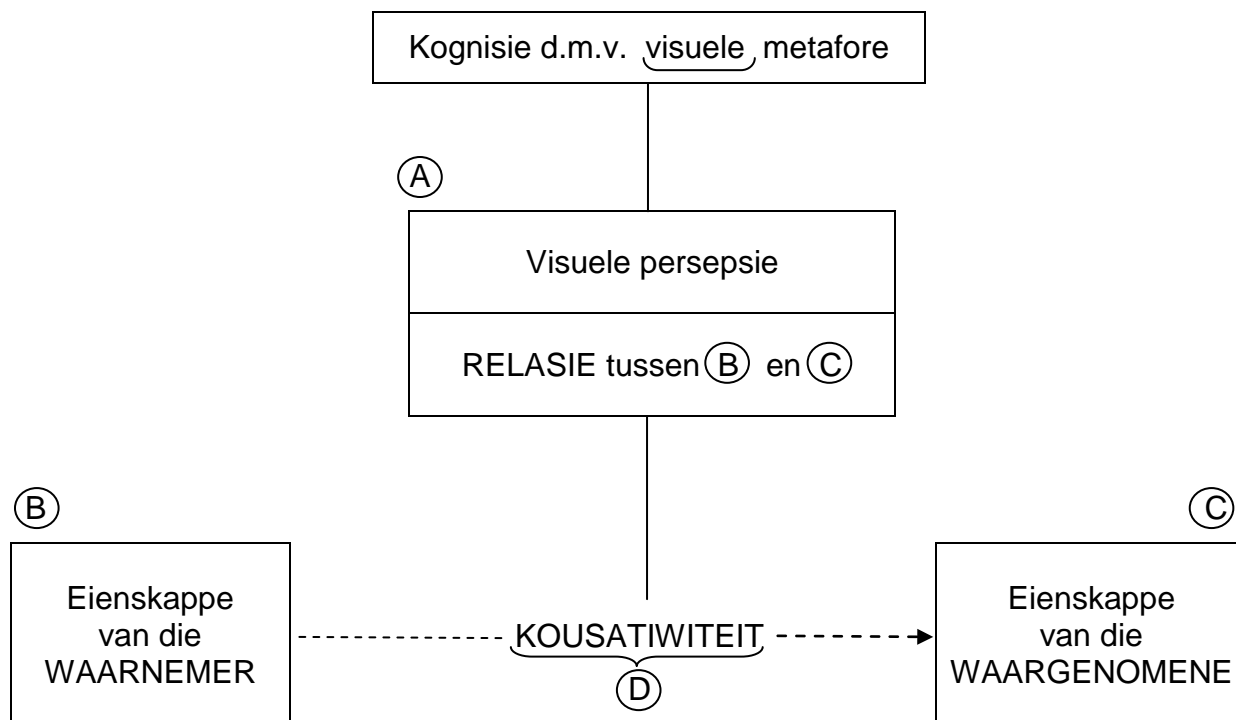 Kognisie d.m.v. visuele metafore
A
Visuele persepsie
RELASIE tussen B en C
B
C
Eienskappe
van die
WAARNEMER
KOUSATIWITEIT
D
Eienskappe
van die
WAARGENOMENE